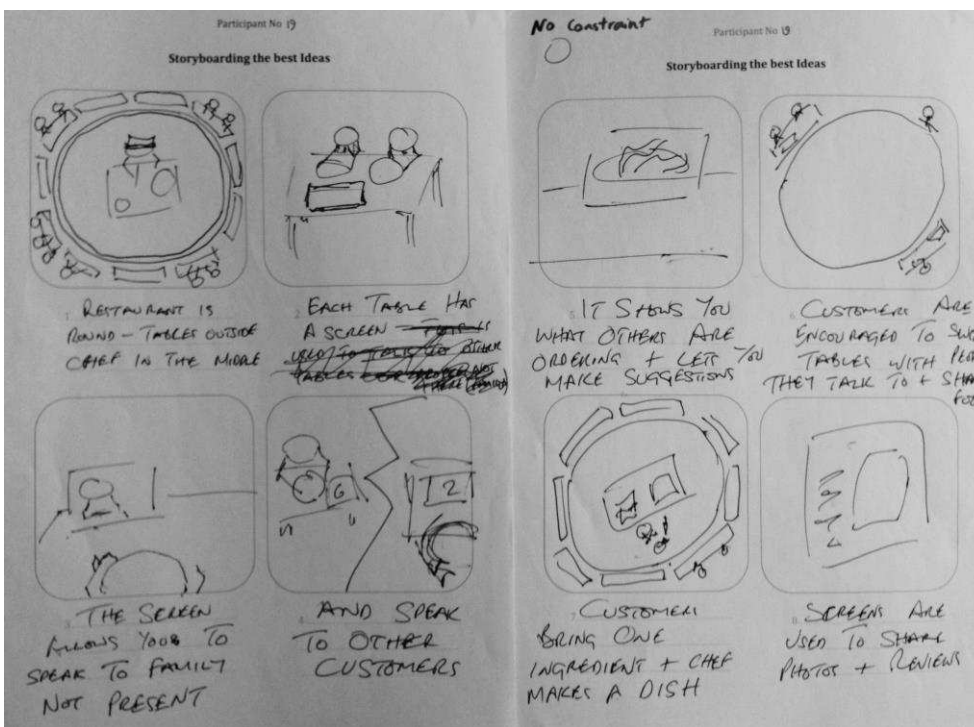 Participant No 19
Storyboarding the best Ideas
RESTAURANT IS
ROUND - TABLES OUTSIDE
CHEF IN THE MIDDLE
EACH TABLE HAS
A SCREEN
6
2
THE SCREEN
ALLOWS YOU TO
SPEAK TO FAMILY
NOT PRESENT
AND SPEAK
TO OTHER
CUSTOMERS
No Constraint
Participant No 19
Storyboarding the best Ideas
IT SHOWS YOU
WHAT OTHERS ARE
ORDERING + LETS YOU
MAKE SUGGESTIONS
CUSTOMERS ARE
ENCOURAGED TO
TABLES WITH
THEY TALK TO +
CUSTOMERS
BRING ONE
INGREDIENT + CHEF
MAKES A DISH
SCREENS ARE
USED TO SHARE
PHOTOS + REVIEWS